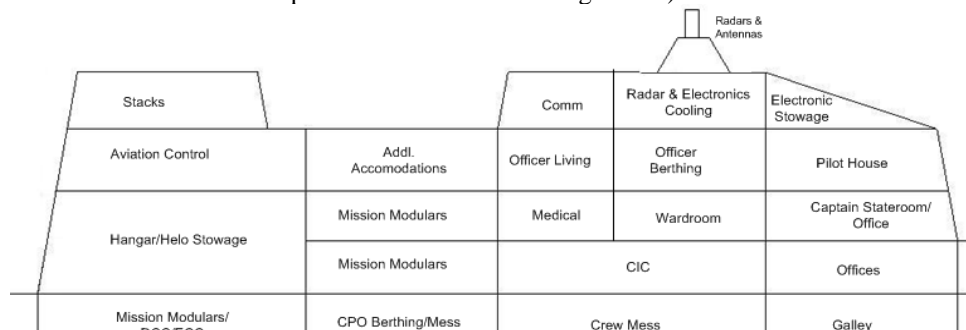 Radars &
Antennas
Stacks
Comm
Radar & Electronics
Cooling
Electronic
Stowage
Aviation Control
Addl.
Accomodations
Officer Living
Officer
Berthing
Pilot House
Mission Modulars
Medical
Wardroom
Captain Stateroom/
Office
Hangar/Helo Stowage
Mission Modulars
CIC
Offices
Mission Modulars/
CPO Berthing/Mess
Crew Mess
Galley